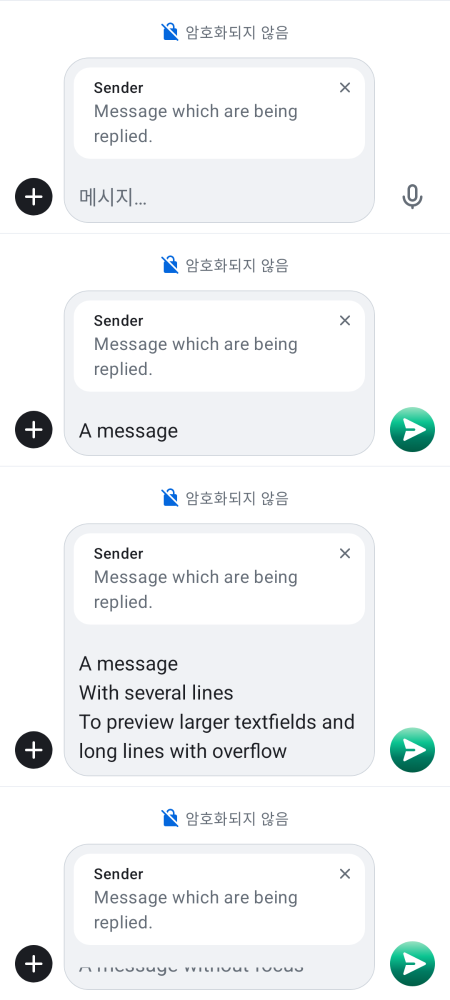 암호화되지 않음
Sender
Message which are being
replied.
메시지...
암호화되지 않음
Sender
Message which are being
replied.
A message
암호화되지 않음
Sender
Message which are being
replied.
A message
With several lines
To preview larger textfields and
long lines with overflow
암호화되지 않음
Sender
Message which are being
replied.
A message without focus